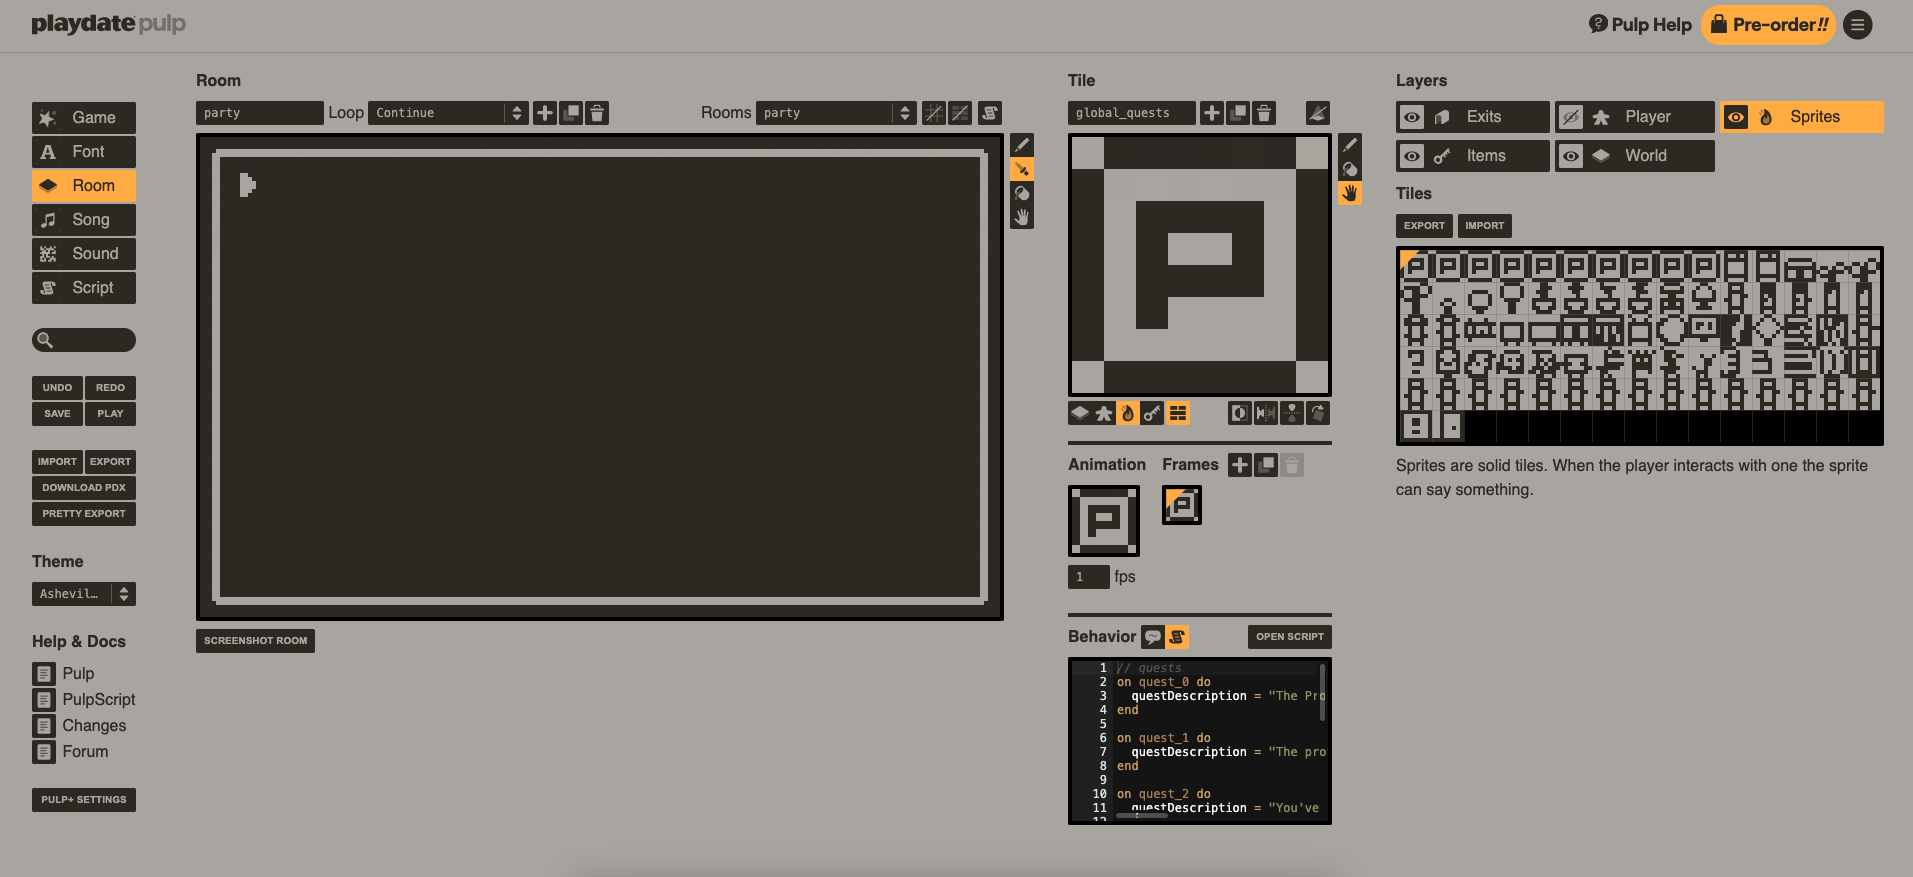 playdate pulp
Pulp Help
Pre-order!!
Game
Font
Room
Song
Sound
Script
UNDO
REDO
SAVE
PLAY
IMPORT
EXPORT
DOWNLOAD PDX
PRETTY EXPORT
Theme
Ashevil…
Help & Docs
Pulp
PulpScript
Changes
Forum
PULP+ SETTINGS
Room
party
Loop
Continue
Rooms
party
SCREENSHOT ROOM
Tile
global_quests
P
Animation
Frames
P
P
1 fps
Behavior
OPEN SCRIPT
1 // quests
2 on quest_0 do
3 questDescription = "The Pro
4 end
5
6 on quest_1 do
7 questDescription = "The pro
8 end
9
10 on quest_2 do
11 questDescription = "You've
12
Layers
Exits
Player
Sprites
Items
World
Tiles
EXPORT
IMPORT
P P P P P P P P P P
Sprites are solid tiles. When the player interacts with one the sprite
can say something.